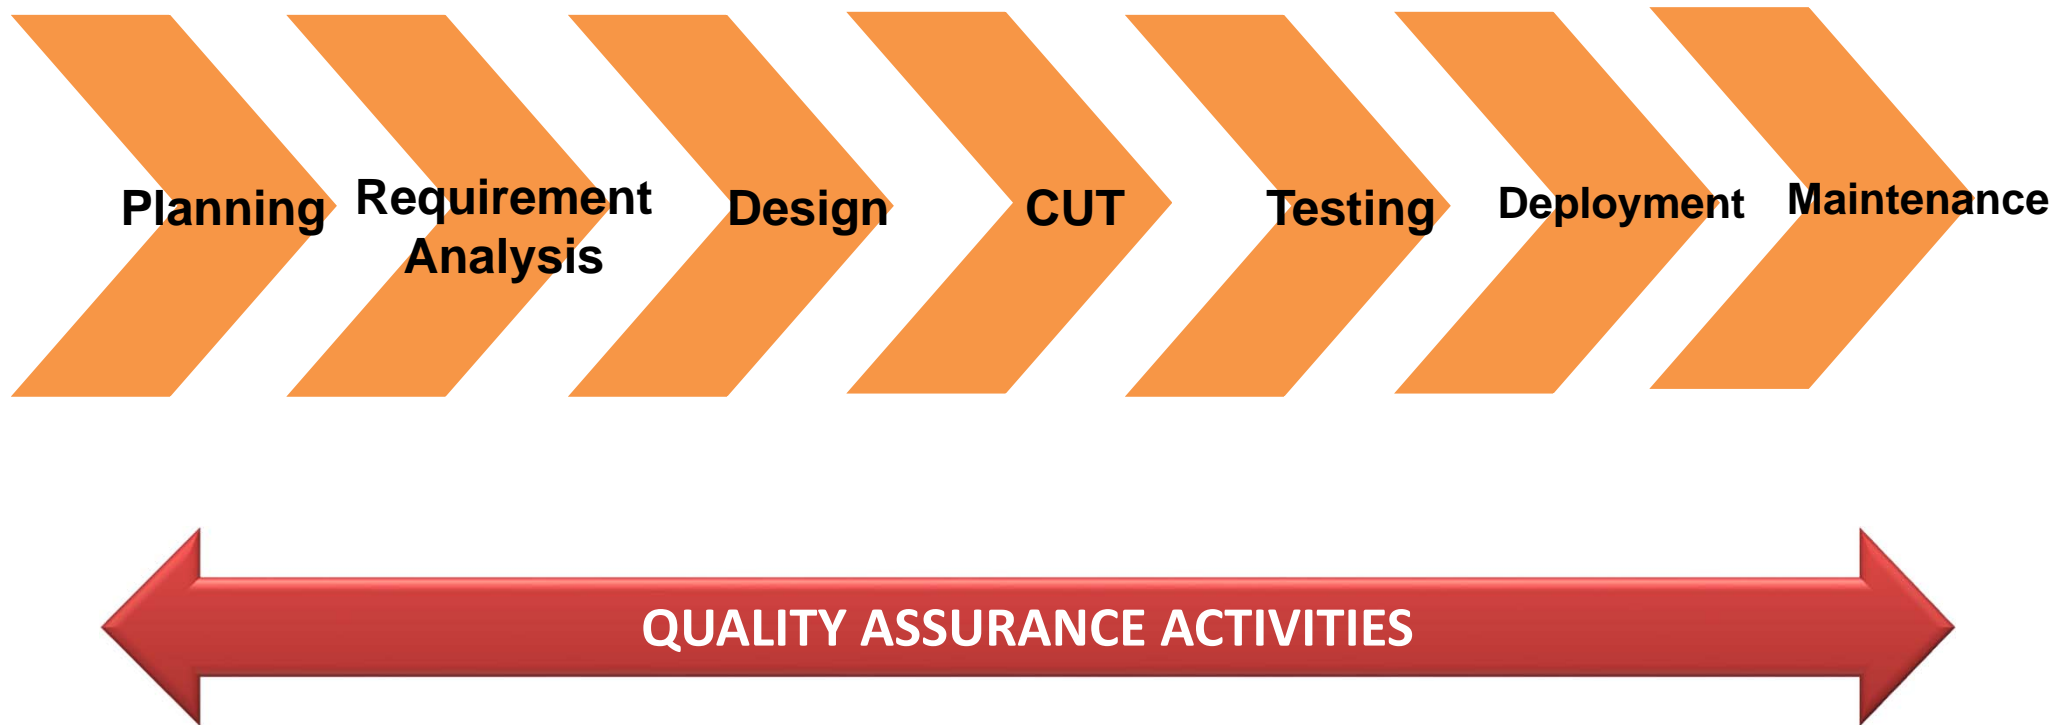 Planning
Requirement
Analysis
Design
CUT
Testing
Deployment
Maintenance
QUALITY ASSURANCE ACTIVITIES